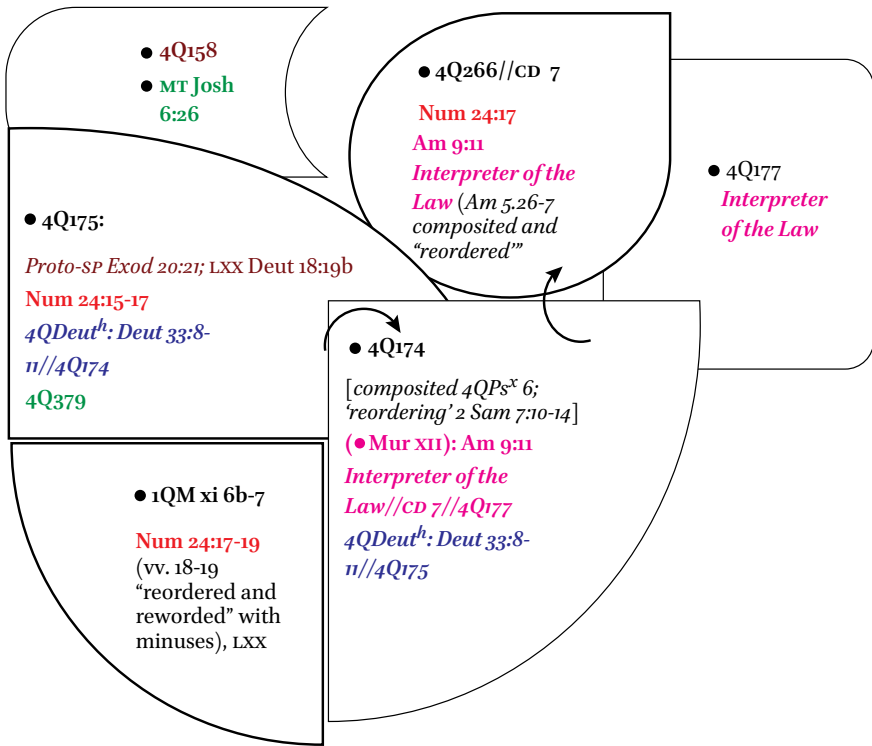 ● 4Q158
● MT Josh
6:26
● 4Q266//CD 7
Num 24:17
Am 9:11
Interpreter of the
Law (Am 5.26-7
composited and
“reordered’”
● 4Q177
Interpreter
of the Law
● 4Q175:
Proto-SP Exod 20:21; LXX Deut 18:19b
Num 24:15-17
4QDeutʰ: Deut 33:8-
11//4Q174
4Q379
● 4Q174
[composited 4QPsˣ 6;
‘reordering’ 2 Sam 7:10-14]
(●Mur XII): Am 9:11
Interpreter of the
Law//CD 7//4Q177
4QDeutʰ: Deut 33:8-
11//4Q175
● 1QM xi 6b-7
Num 24:17-19
(vv. 18-19
“reordered and
reworded” with
minuses), LXX